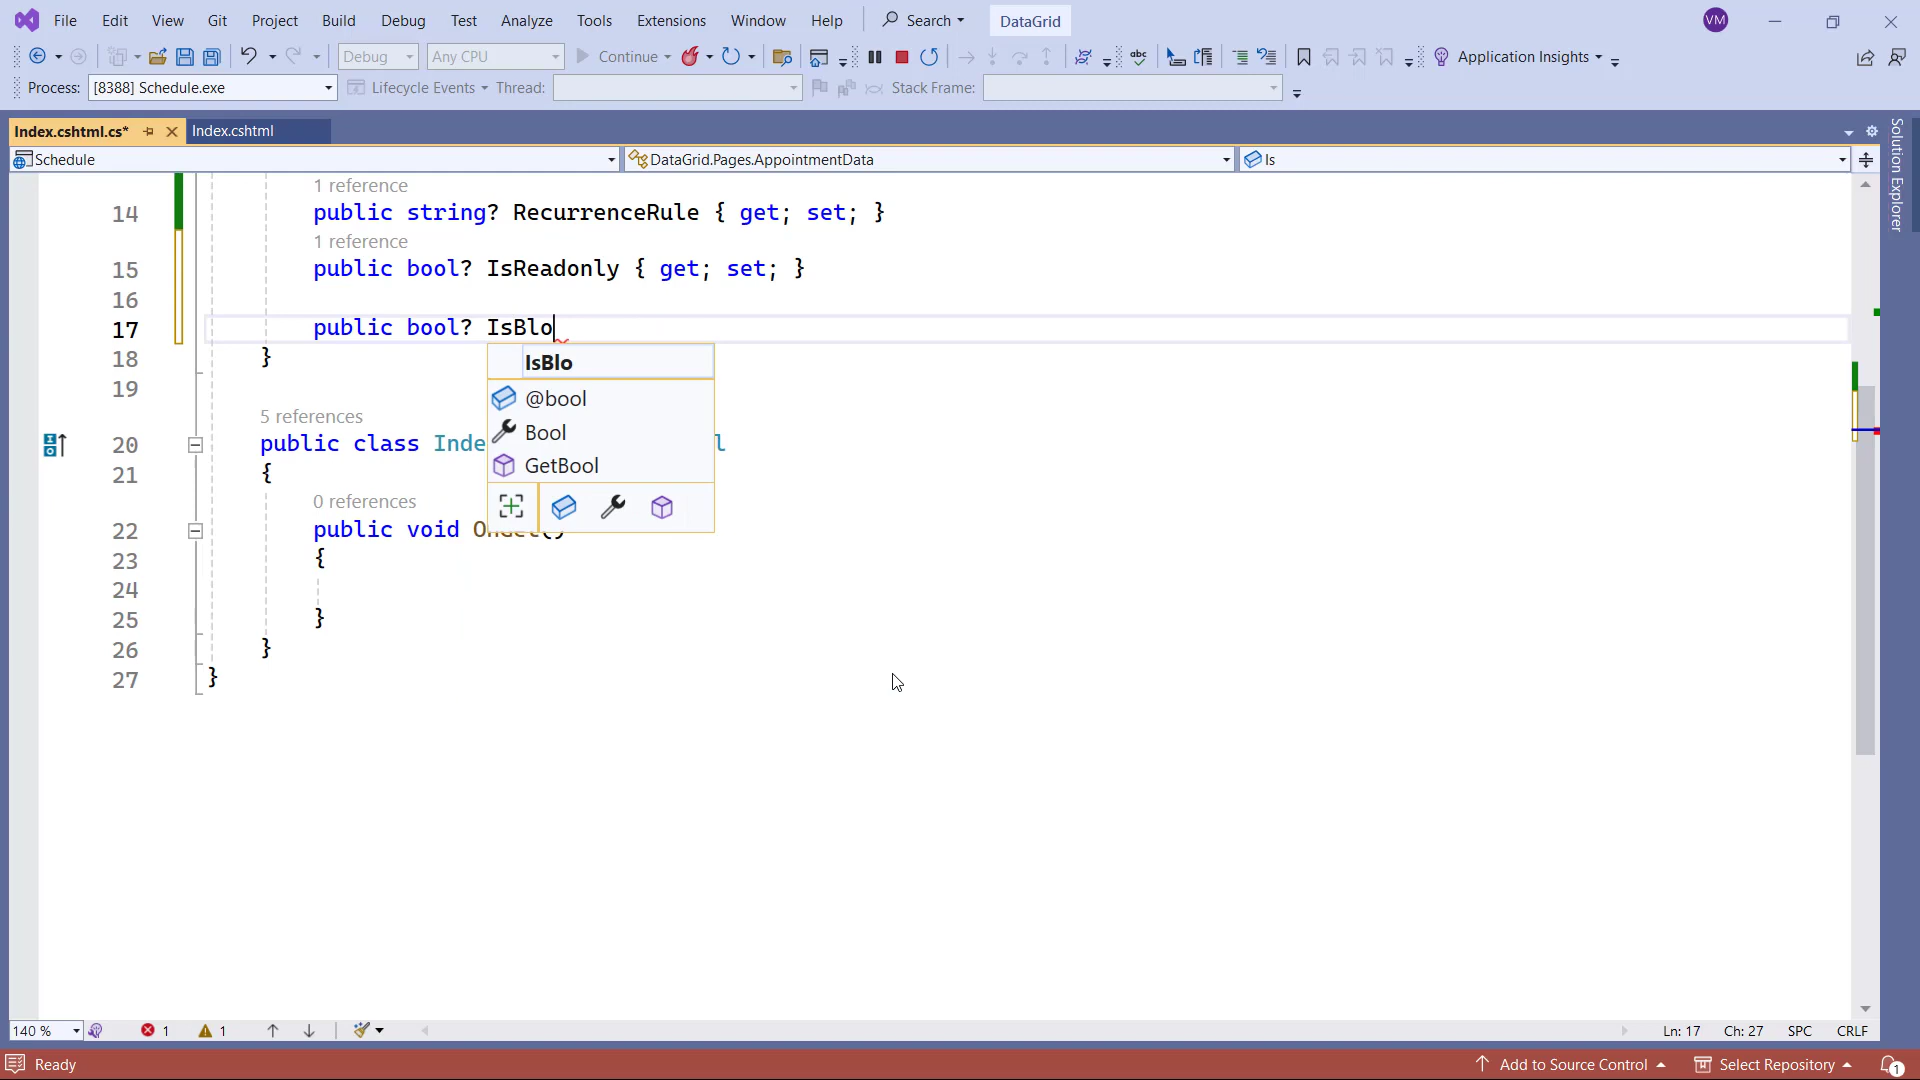 File Edit View Git Project Build Debug Test Analyze Tools Extensions Window Help Search DataGrid VM
Debug Any CPU Continue abc Application Insights
Process: [8388] Schedule.exe Lifecycle Events Thread: Stack Frame:
Index.cshtml.cs* Index.cshtml
Solution Explorer
Schedule DataGrid.Pages.AppointmentData Is
1 reference
14 public string? RecurrenceRule { get; set; }
1 reference
15 public bool? IsReadonly { get; set; }
16
17 public bool? IsBlo
18 }
IsBlo
19
@bool
5 references
Bool
20 public class Inde l
GetBool
21 {
0 references
22 public void OnGet()
23 {
24
25 }
26 }
27 }
140 % 1 1 Ln: 17 Ch: 27 SPC CRLF
Ready Add to Source Control Select Repository 1